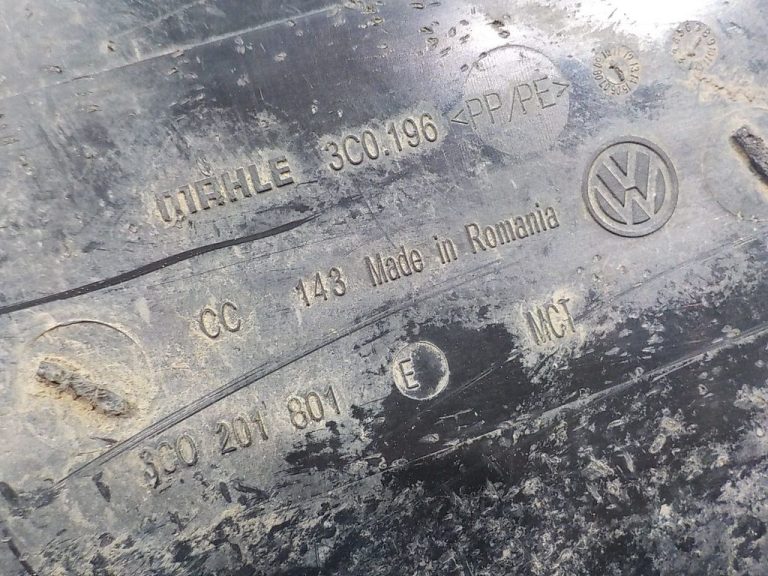 MAHLE 3C0.196 <PP/PE>
CC 143 Made in Romania
3C0 201 801 E MCT